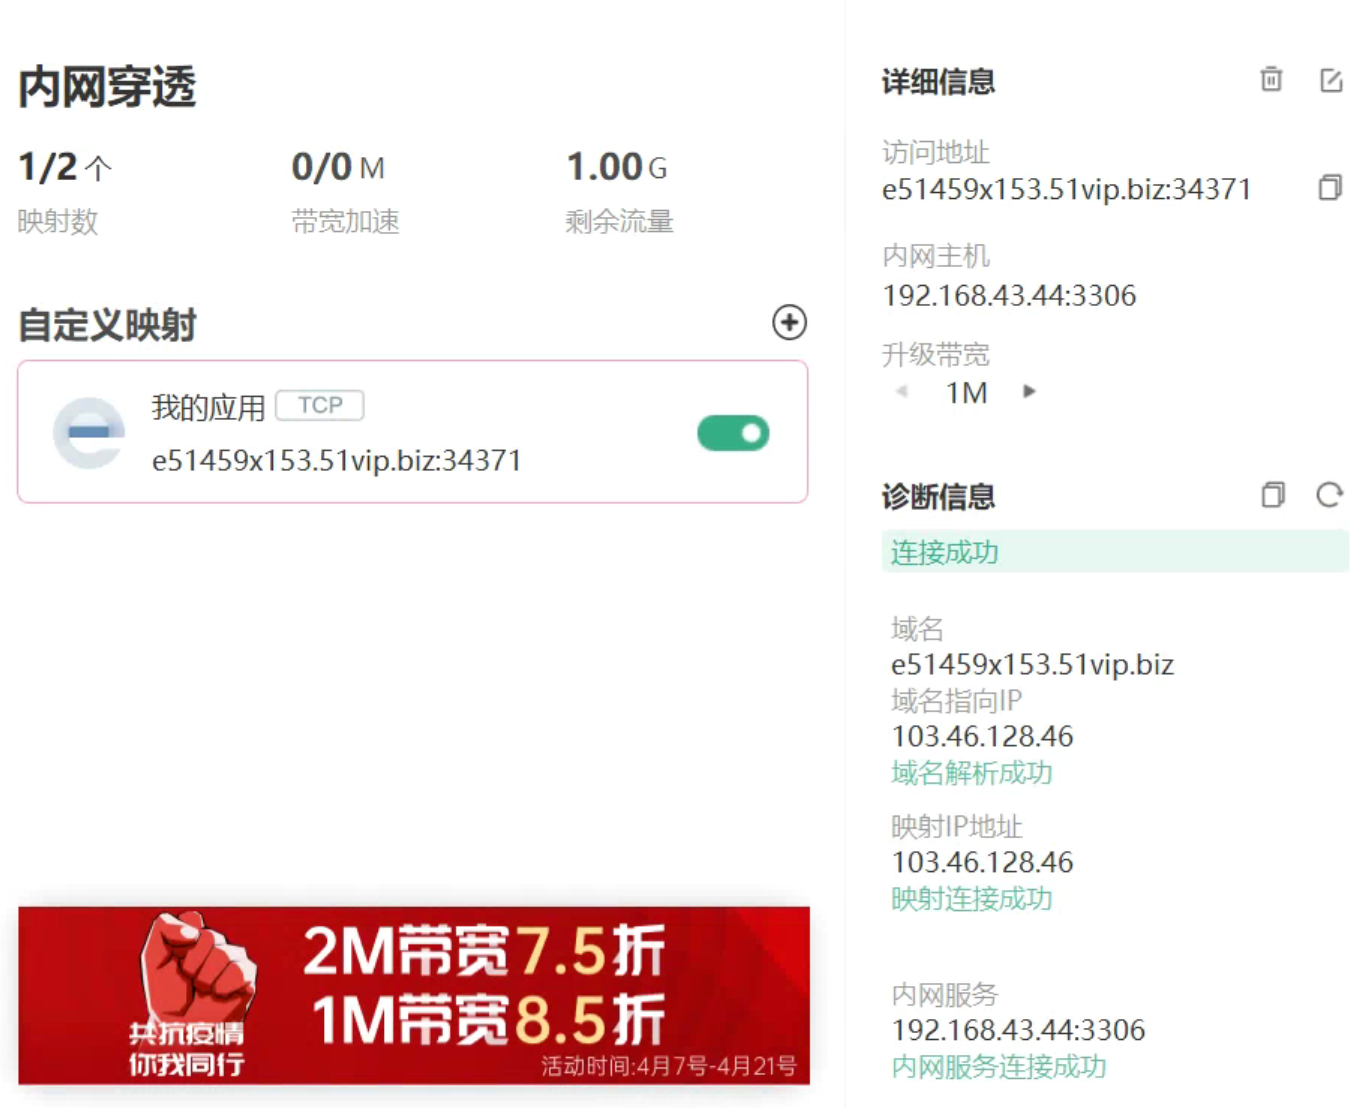 内网穿透
1/2个
0/0 M
1.00 G
映射数
带宽加速
剩余流量
自定义映射
我的应用 TCP
e51459x153.51vip.biz:34371
2M带宽7.5折
1M带宽8.5折
共抗疫情
你我同行
活动时间:4月7号-4月21号
详细信息
访问地址
e51459x153.51vip.biz:34371
内网主机
192.168.43.44:3306
升级带宽
1M
诊断信息
连接成功
域名
e51459x153.51vip.biz
域名指向IP
103.46.128.46
域名解析成功
映射IP地址
103.46.128.46
映射连接成功
内网服务
192.168.43.44:3306
内网服务连接成功